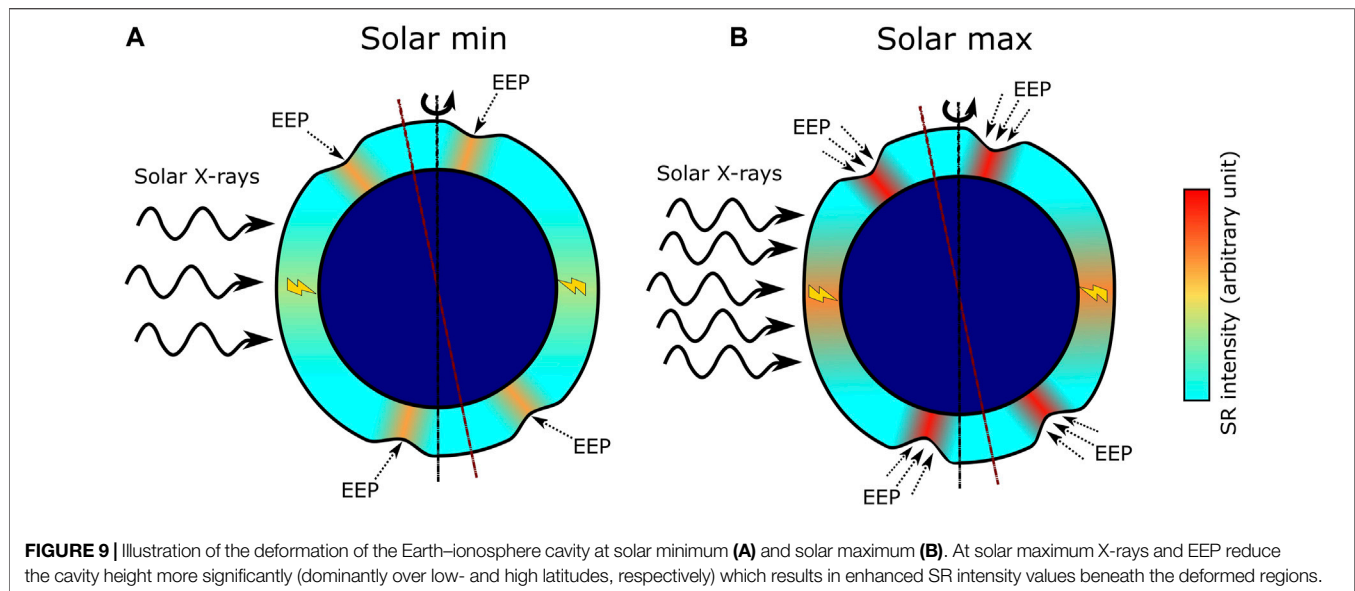 A
Solar min
EEP
EEP
Solar X-rays
EEP
EEP
B
Solar max
EEP
EEP
Solar X-rays
EEP
EEP
SR intensity (arbitrary unit)
FIGURE 9 | Illustration of the deformation of the Earth–ionosphere cavity at solar minimum (A) and solar maximum (B). At solar maximum X-rays and EEP reduce
the cavity height more significantly (dominantly over low- and high latitudes, respectively) which results in enhanced SR intensity values beneath the deformed regions.